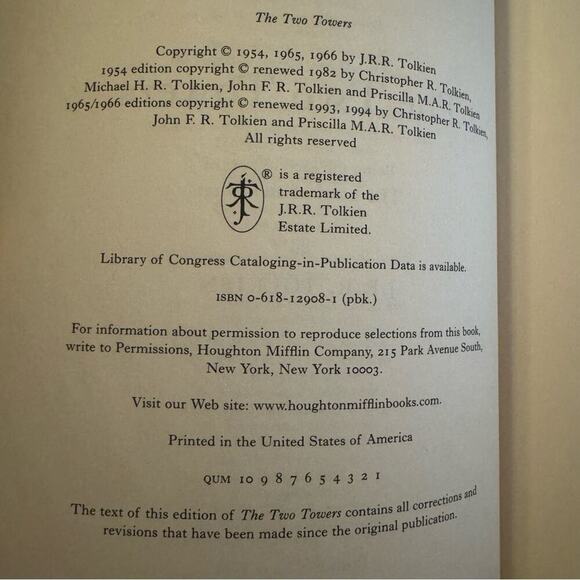 The Two Towers
Copyright © 1954, 1965, 1966 by J.R.R. Tolkien
1954 edition copyright © renewed 1982 by Christopher R. Tolkien,
Michael H. R. Tolkien, John F. R. Tolkien and Priscilla M.A.R. Tolkien
1965/1966 editions copyright © renewed 1993, 1994 by Christopher R. Tolkien,
John F. R. Tolkien and Priscilla M.A.R. Tolkien
All rights reserved
® is a registered
trademark of the
J.R.R. Tolkien
Estate Limited.
Library of Congress Cataloging-in-Publication Data is available.
ISBN 0-618-12908-1 (pbk.)
For information about permission to reproduce selections from this book,
write to Permissions, Houghton Mifflin Company, 215 Park Avenue South,
New York, New York 10003.
Visit our Web site: www.houghtonmifflinbooks.com.
Printed in the United States of America
QUM 10 9 8 7 6 5 4 3 2 1
The text of this edition of The Two Towers contains all corrections and
revisions that have been made since the original publication.